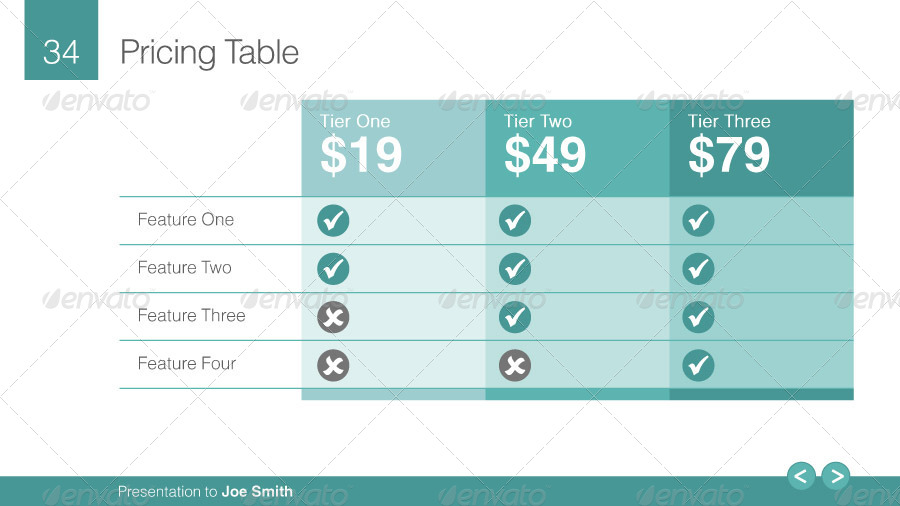 34
Pricing Table
Tier One
Tier Two
Tier Three
$19
$49
$79
Feature One
Feature Two
Feature Three
Feature Four
Presentation to Joe Smith
envato